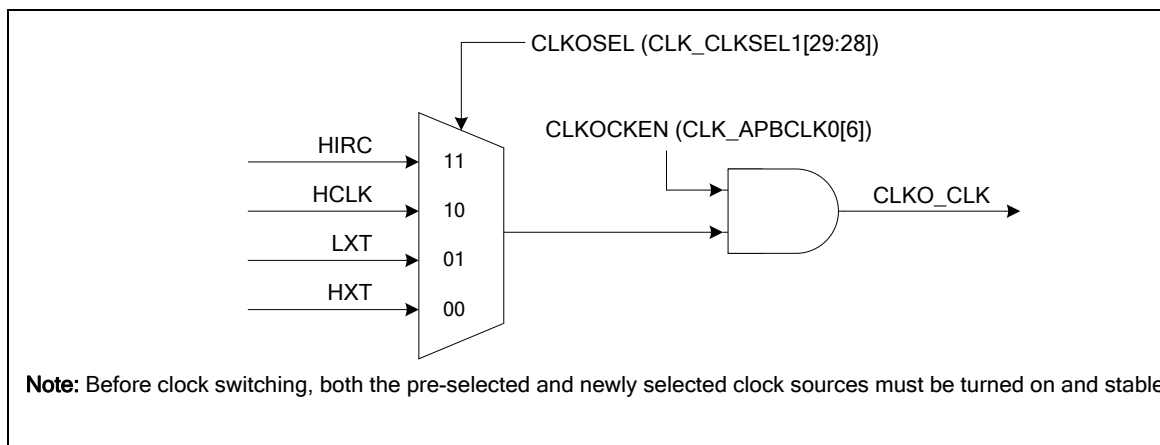 CLKOSEL (CLK_CLKSEL1[29:28])
CLKOCKEN (CLK_APBCLK0[6])
HIRC
11
HCLK
10
CLKO_CLK
LXT
01
HXT
00
Note: Before clock switching, both the pre-selected and newly selected clock sources must be turned on and stable